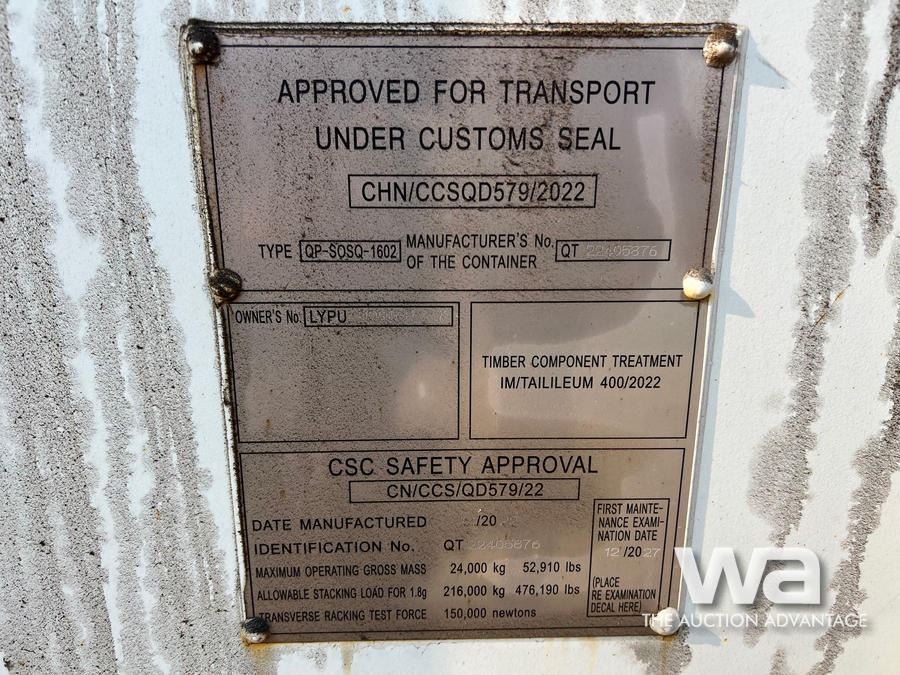 APPROVED FOR TRANSPORT
UNDER CUSTOMS SEAL
CHN/CCSQD579/2022
TYPE QP-SOSQ-1602 MANUFACTURER'S No. OF THE CONTAINER QT 22405876
OWNER'S No. LYPU
TIMBER COMPONENT TREATMENT
IM/TAILILEUM 400/2022
CSC SAFETY APPROVAL
CN/CCS/QD579/22
DATE MANUFACTURED /20
IDENTIFICATION No. QT 22405876
MAXIMUM OPERATING GROSS MASS 24,000 kg 52,910 lbs
ALLOWABLE STACKING LOAD FOR 1.8g 216,000 kg 476,190 lbs
TRANSVERSE RACKING TEST FORCE 150,000 newtons
FIRST MAINTE-
NANCE EXAMI-
NATION DATE
12/2027
(PLACE
RE EXAMINATION
DECAL HERE)
wa
THE AUCTION ADVANTAGE